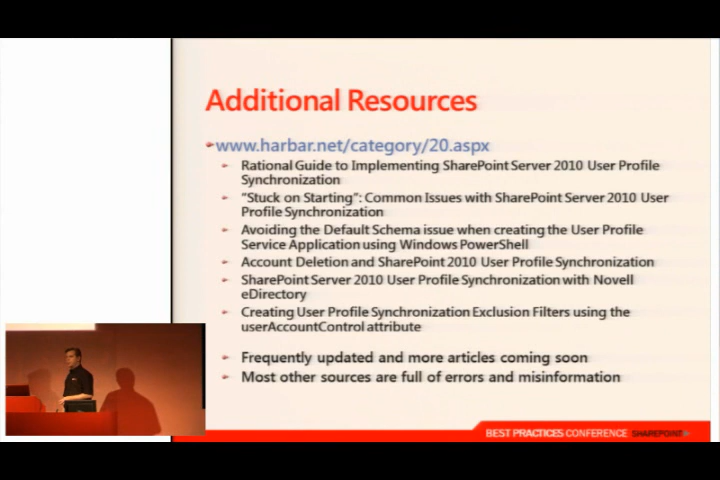 Additional Resources
www.harbar.net/category/20.aspx
Rational Guide to Implementing SharePoint Server 2010 User Profile
Synchronization
"Stuck on Starting": Common Issues with SharePoint Server 2010 User
Profile Synchronization
Avoiding the Default Schema issue when creating the User Profile
Service Application using Windows PowerShell
Account Deletion and SharePoint 2010 User Profile Synchronization
SharePoint Server 2010 User Profile Synchronization with Novell
eDirectory
Creating User Profile Synchronization Exclusion Filters using the
userAccountControl attribute
Frequently updated and more articles coming soon
Most other sources are full of errors and misinformation
BEST PRACTICES CONFERENCE SHAREPOINT